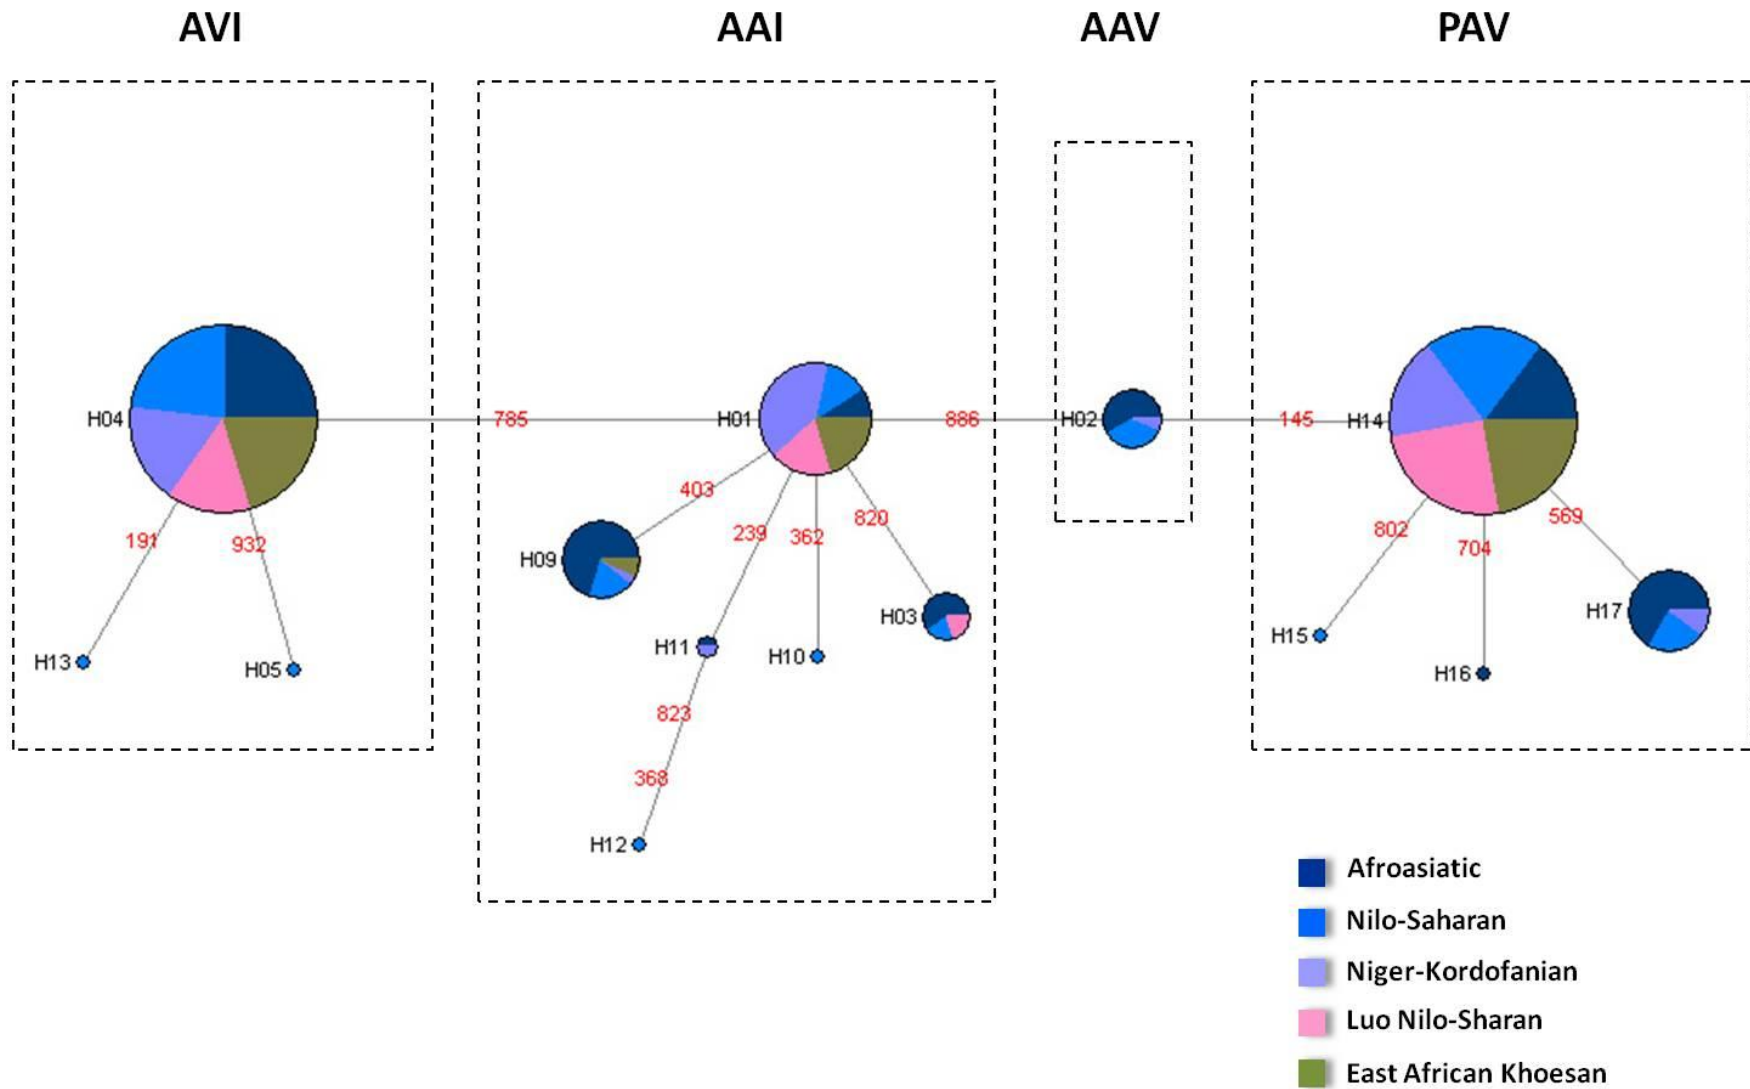 AVI AAI AAV PAV
H04 785 H01 886 H02 145 H14
403 820 569
191 932 239 362 802 704
H09
H03 H17
H13 H05 H11 H10 H15 H16
823
368
H12
Afroasiatic
Nilo-Saharan
Niger-Kordofanian
Luo Nilo-Sharan
East African Khoesan